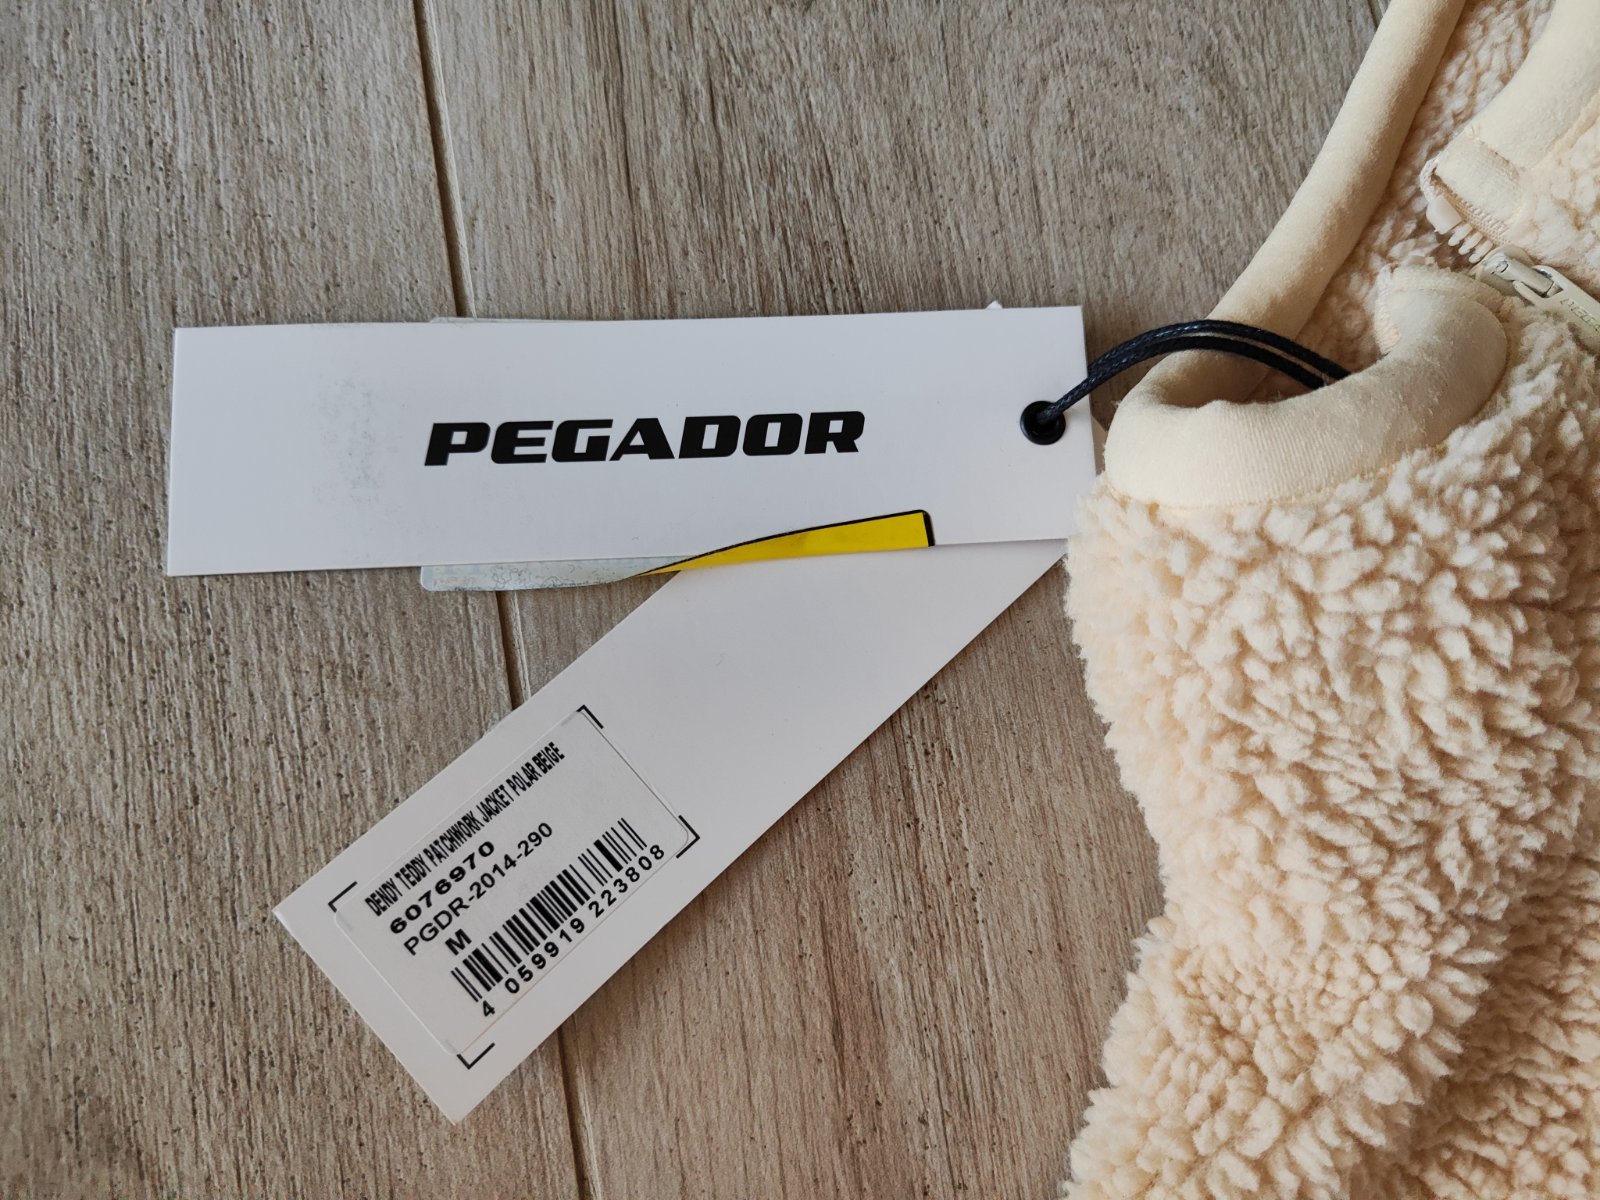 PEGADOR
DENDY TEDDY PATCHWORK JACKET POLAR BEIGE
6076970
PGDR-2014-290
M
4 059919 223808